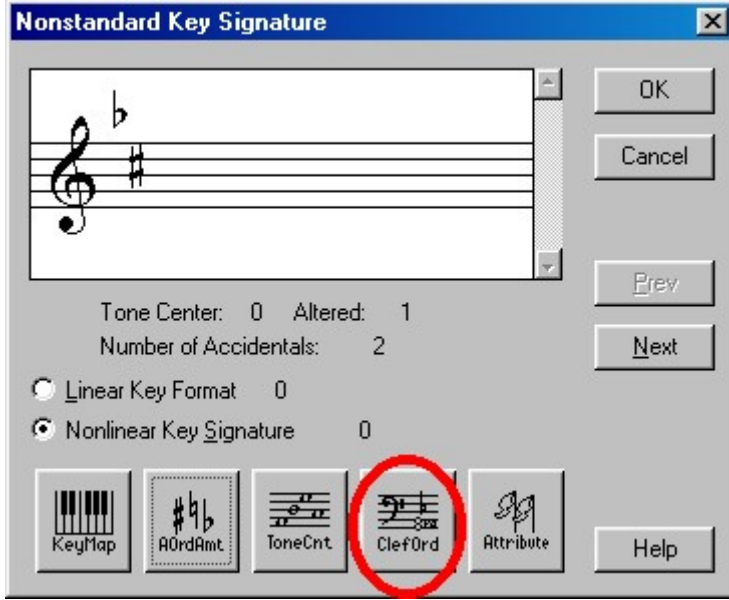 Nonstandard Key Signature
OK
Cancel
Prev
Next
Tone Center: 0 Altered: 1
Number of Accidentals: 2
Linear Key Format 0
Nonlinear Key Signature 0
KeyMap AOrdAmt ToneCnt ClefOrd Attribute
Help